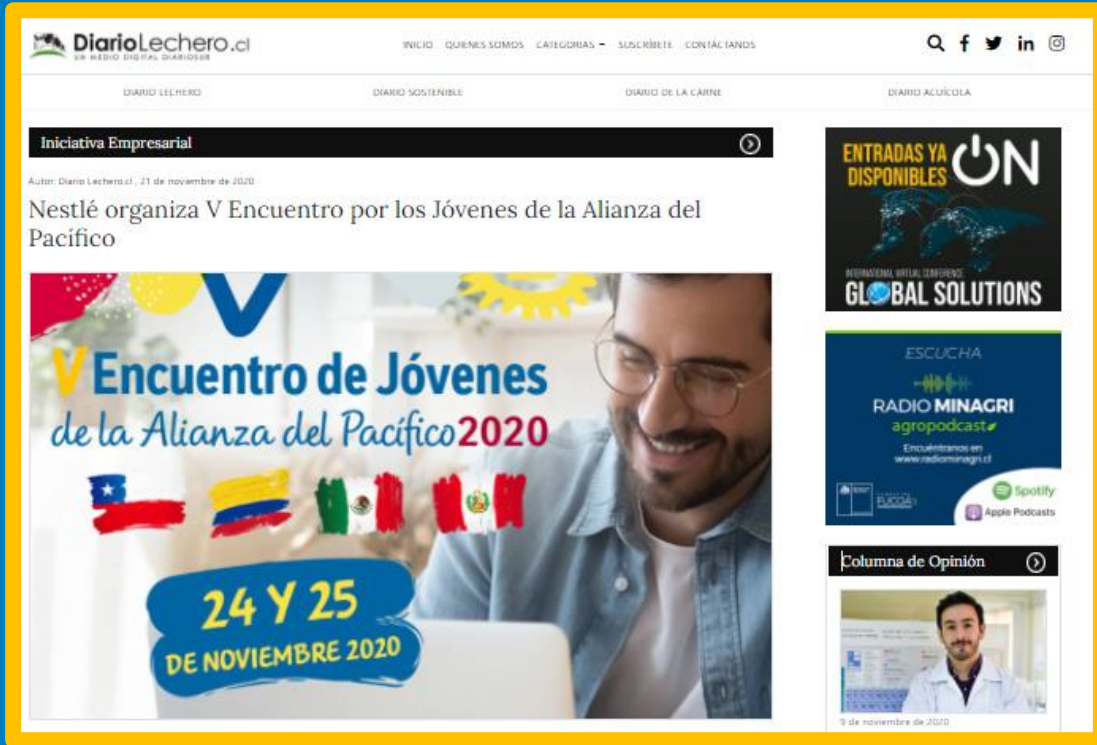 DiarioLechero.cl
UN MEDIO DIGITAL DIARIOSUR
INICIO QUIENES SOMOS CATEGORIAS SUSCRÍBETE CONTÁCTANOS
DIARIO LECHERO DIARIO SOSTENIBLE DIARIO DE LA CARNE DIARIO ACUÍCOLA
Iniciativa Empresarial
Autor: Diario Lechero.cl, 21 de noviembre de 2020
Nestlé organiza V Encuentro por los Jóvenes de la Alianza del
Pacífico
V
V Encuentro de Jóvenes
de la Alianza del Pacífico 2020
24 Y 25
DE NOVIEMBRE 2020
ENTRADAS YA
DISPONIBLES
ON
INTERNATIONAL VIRTUAL CONFERENCE
GLOBAL SOLUTIONS
ESCUCHA
RADIO MINAGRI
agropodcast
Encuéntranos en
www.radiominagri.cl
FUCOA
Spotify
Apple Podcasts
Columna de Opinión
9 de noviembre de 2020